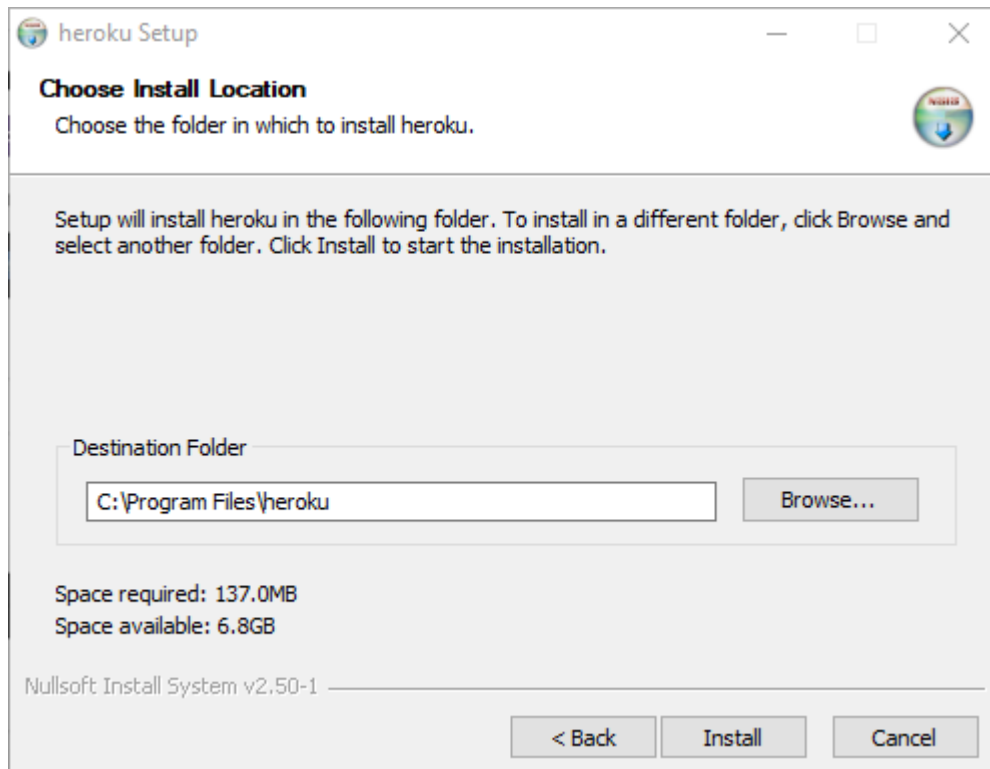 heroku Setup
Choose Install Location
Choose the folder in which to install heroku.
Setup will install heroku in the following folder. To install in a different folder, click Browse and
select another folder. Click Install to start the installation.
Destination Folder
C:\Program Files\heroku
Browse...
Space required: 137.0MB
Space available: 6.8GB
Nullsoft Install System v2.50-1
< Back
Install
Cancel